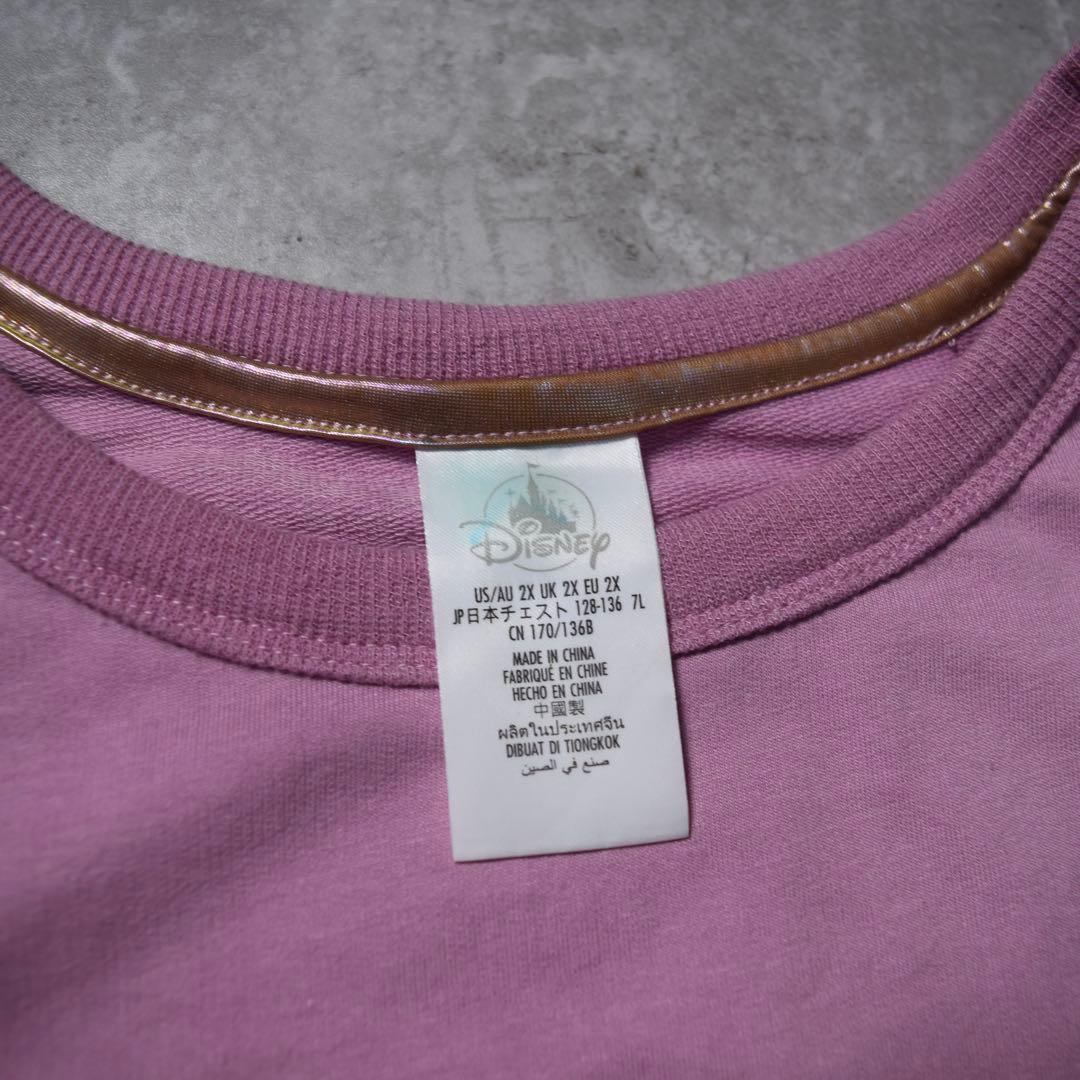 Disney
US/AU 2X UK 2X EU 2X
JP日本チェスト 128-136 7L
CN 170/136B
MADE IN CHINA
FABRIQUÉ EN CHINE
HECHO EN CHINA
中國製
ผลิตในประเทศจีน
DIBUAT DI TIONGKOK
صنع في الصين